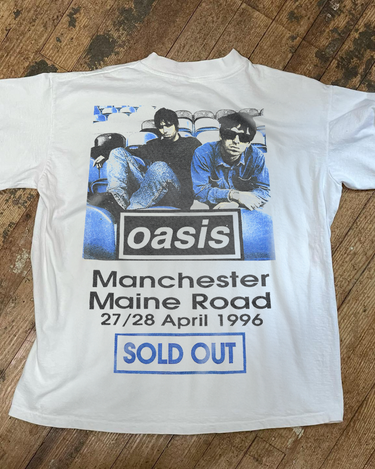 oasis
Manchester
Maine Road
27/28 April 1996
SOLD OUT